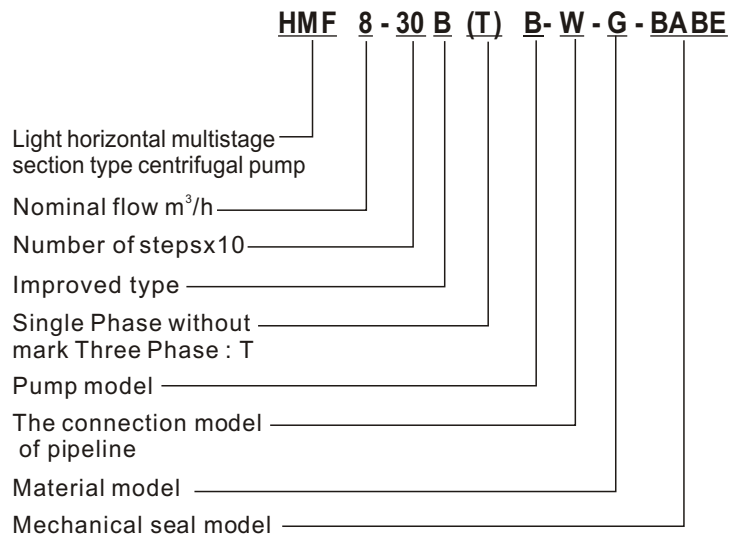 HMF 8 - 30 B (T) B- W - G - BABE
Light horizontal multistage
section type centrifugal pump
Nominal flow m³/h
Number of stepsx10
Improved type
Single Phase without
mark Three Phase : T
Pump model
The connection model
of pipeline
Material model
Mechanical seal model